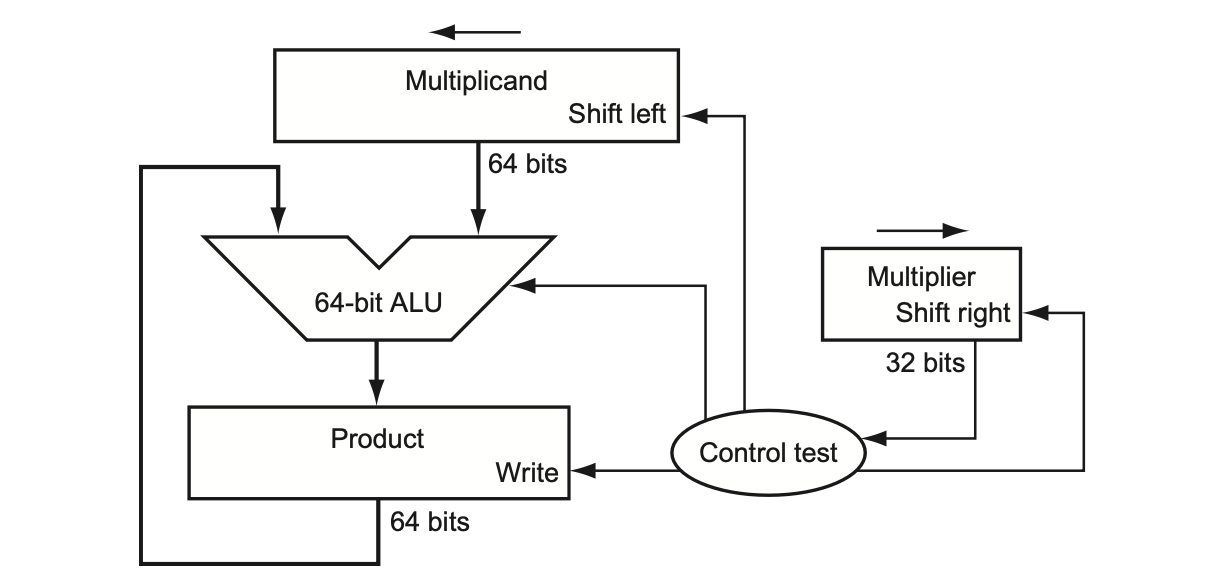 Multiplicand
Shift left
64 bits
64-bit ALU
Multiplier
Shift right
32 bits
Product
Write
Control test
64 bits